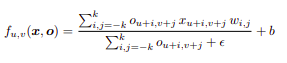 f_{u,v}(x, o) = \frac{\sum_{i,j=-k}^{k} o_{u+i,v+j} x_{u+i,v+j} w_{i,j}}{\sum_{i,j=-k}^{k} o_{u+i,v+j} + \epsilon} + b